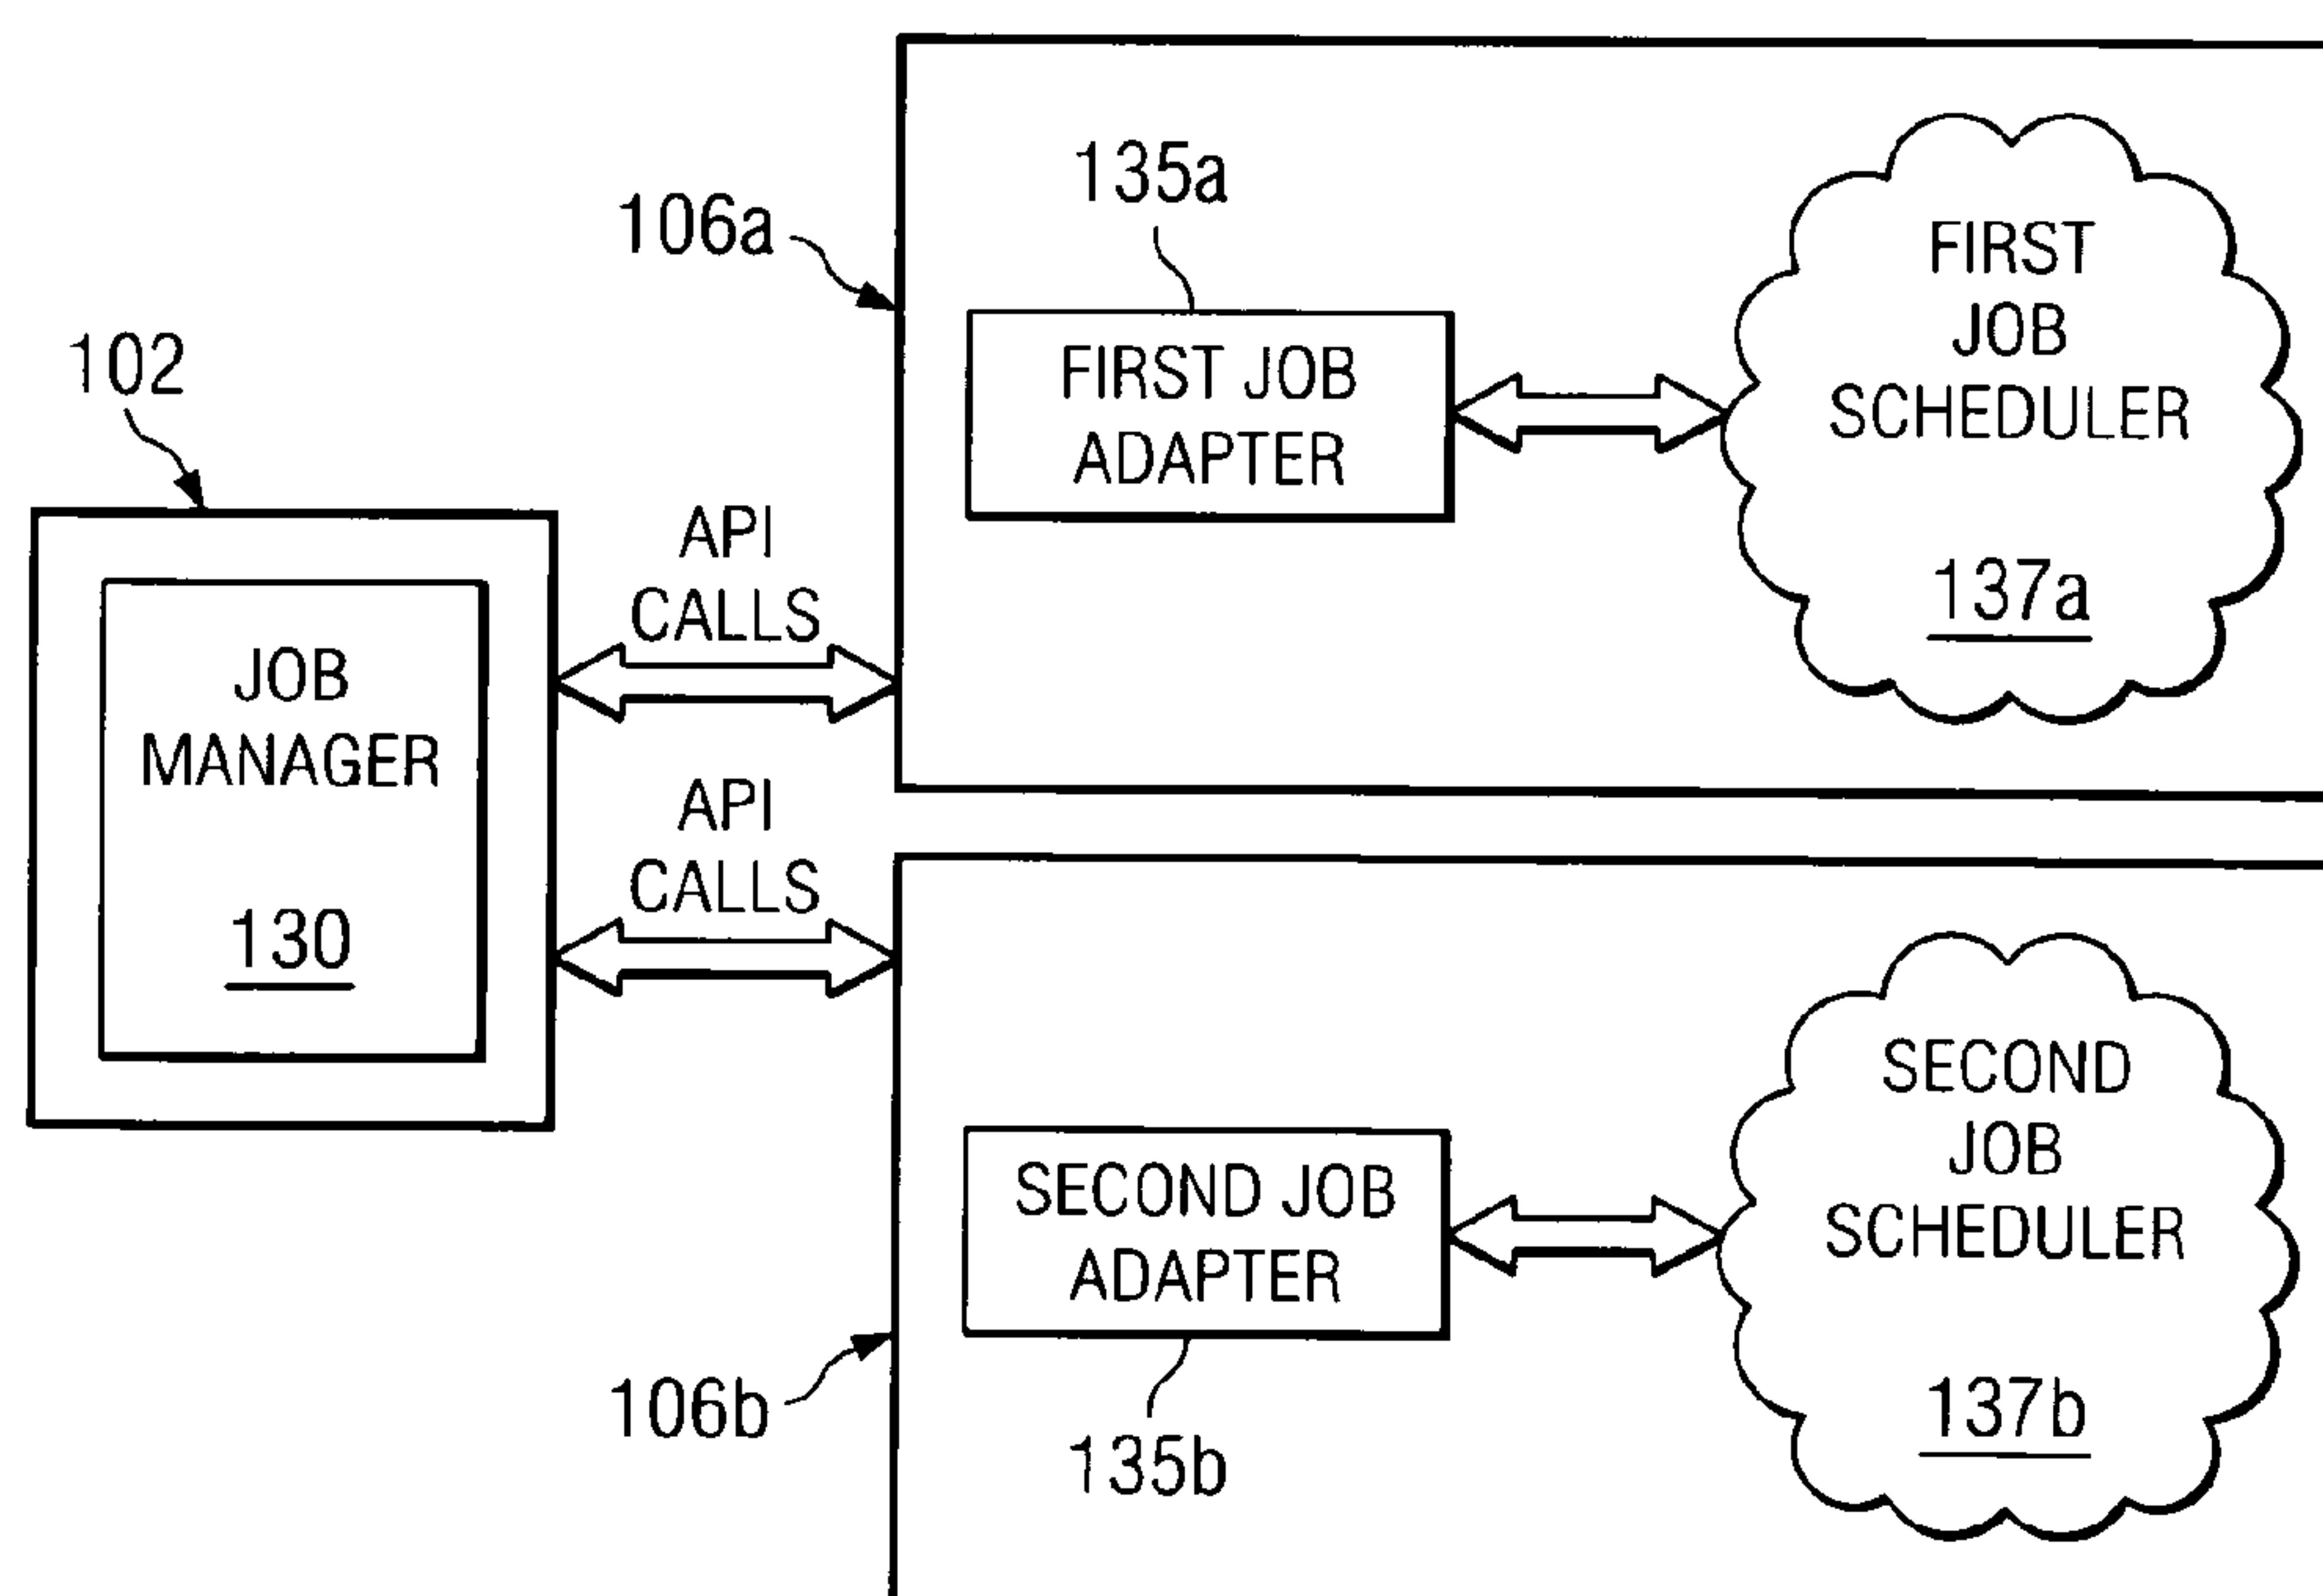 102
JOB
MANAGER
130
API
CALLS
API
CALLS
106a
135a
FIRST JOB
ADAPTER
FIRST
JOB
SCHEDULER
137a
106b
SECOND JOB
ADAPTER
135b
SECOND
JOB
SCHEDULER
137b